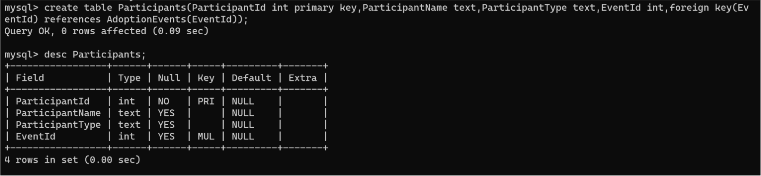 mysql> create table Participants(ParticipantId int primary key,ParticipantName text,ParticipantType text,EventId int,foreign key(Ev
entId) references AdoptionEvents(EventId));
Query OK, 0 rows affected (0.09 sec)
mysql> desc Participants;
+-----------------+------+------+-----+---------+-------+
| Field           | Type | Null | Key | Default | Extra |
+-----------------+------+------+-----+---------+-------+
| ParticipantId   | int  | NO   | PRI | NULL    |       |
| ParticipantName | text | YES  |     | NULL    |       |
| ParticipantType | text | YES  |     | NULL    |       |
| EventId         | int  | YES  | MUL | NULL    |       |
+-----------------+------+------+-----+---------+-------+
4 rows in set (0.00 sec)